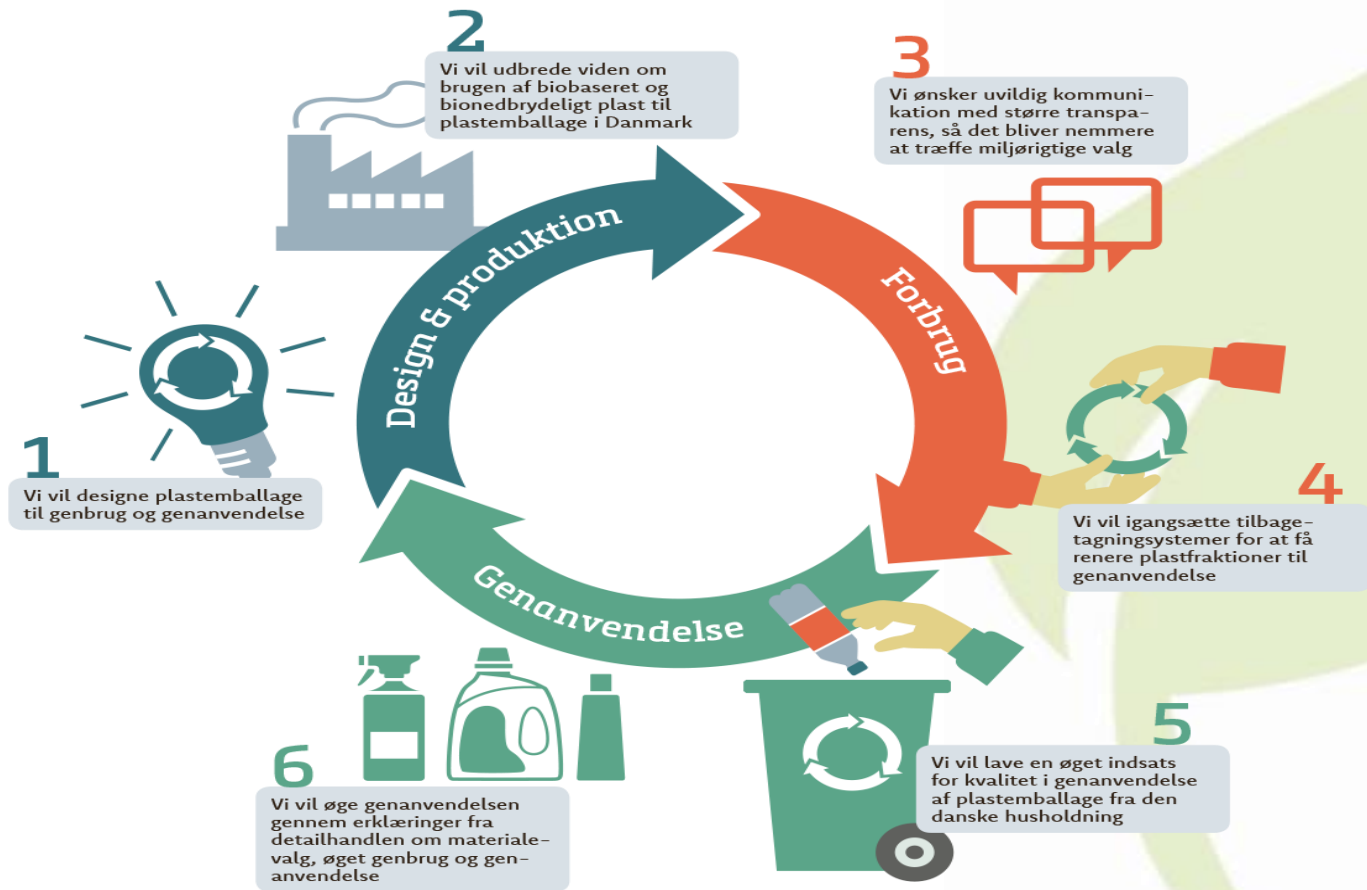 1
Vi vil designe plastemballage
til genbrug og genanvendelse
2
Vi vil udbrede viden om
brugen af biobaseret og
bionedbrydeligt plast til
plastemballage i Danmark
Design & produktion
3
Vi ønsker uvildig kommuni-
kation med større transpa-
rens, så det bliver nemmere
at træffe miljørigtige valg
Forbrug
4
Vi vil igangsætte tilbage-
tagningsystemer for at få
renere plastfraktioner til
genanvendelse
Genanvendelse
5
Vi vil lave en øget indsats
for kvalitet i genanvendelse
af plastemballage fra den
danske husholdning
6
Vi vil øge genanvendelsen
gennem erklæringer fra
detailhandlen om materiale-
valg, øget genbrug og gen-
anvendelse